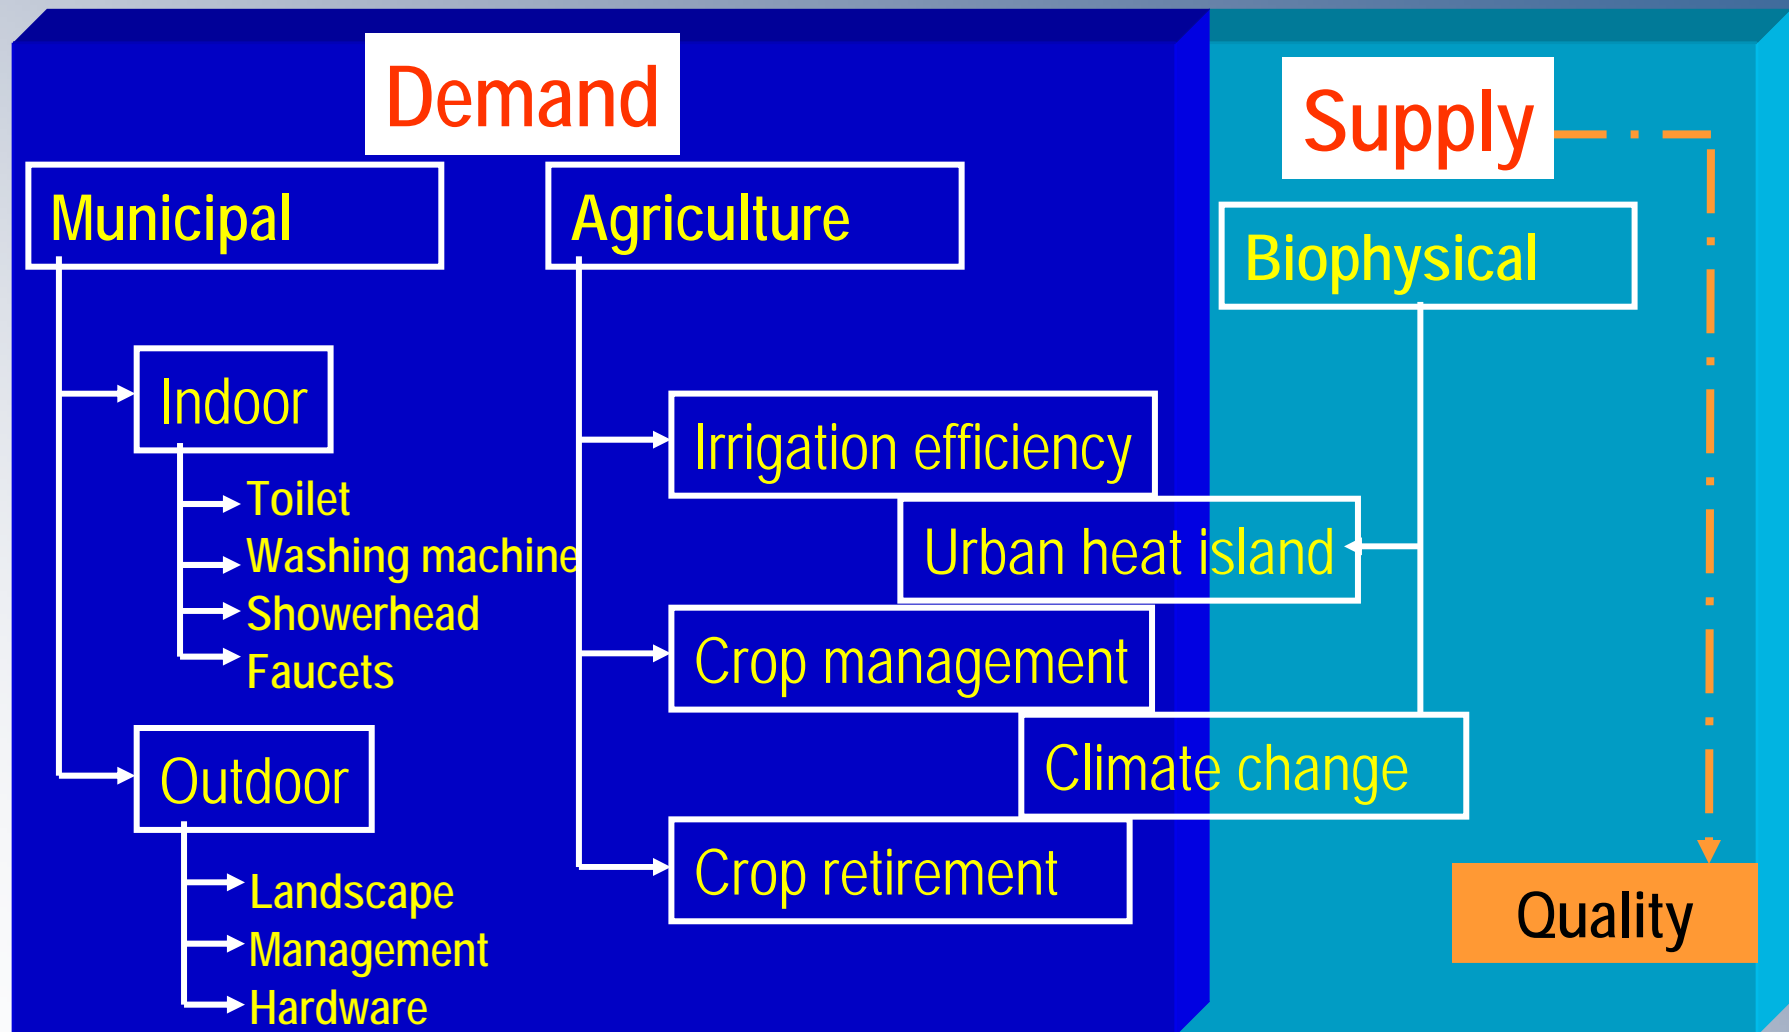 Demand
Supply
Municipal
Agriculture
Biophysical
Indoor
Toilet
Washing machine
Showerhead
Faucets
Outdoor
Landscape
Management
Hardware
Irrigation efficiency
Urban heat island
Crop management
Climate change
Crop retirement
Quality